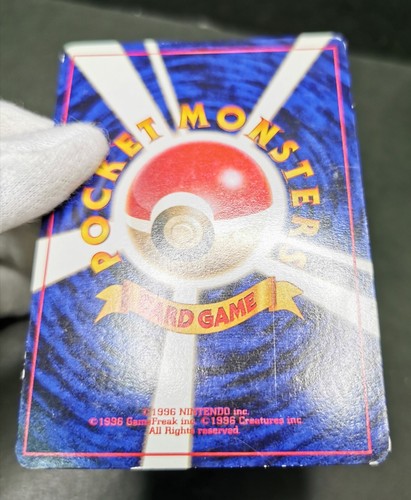 POCKET MONSTERS
CARD GAME
©1996 NINTENDO inc.
©1996 GameFreak inc. ©1996 Creatures inc.
All Rights reserved.